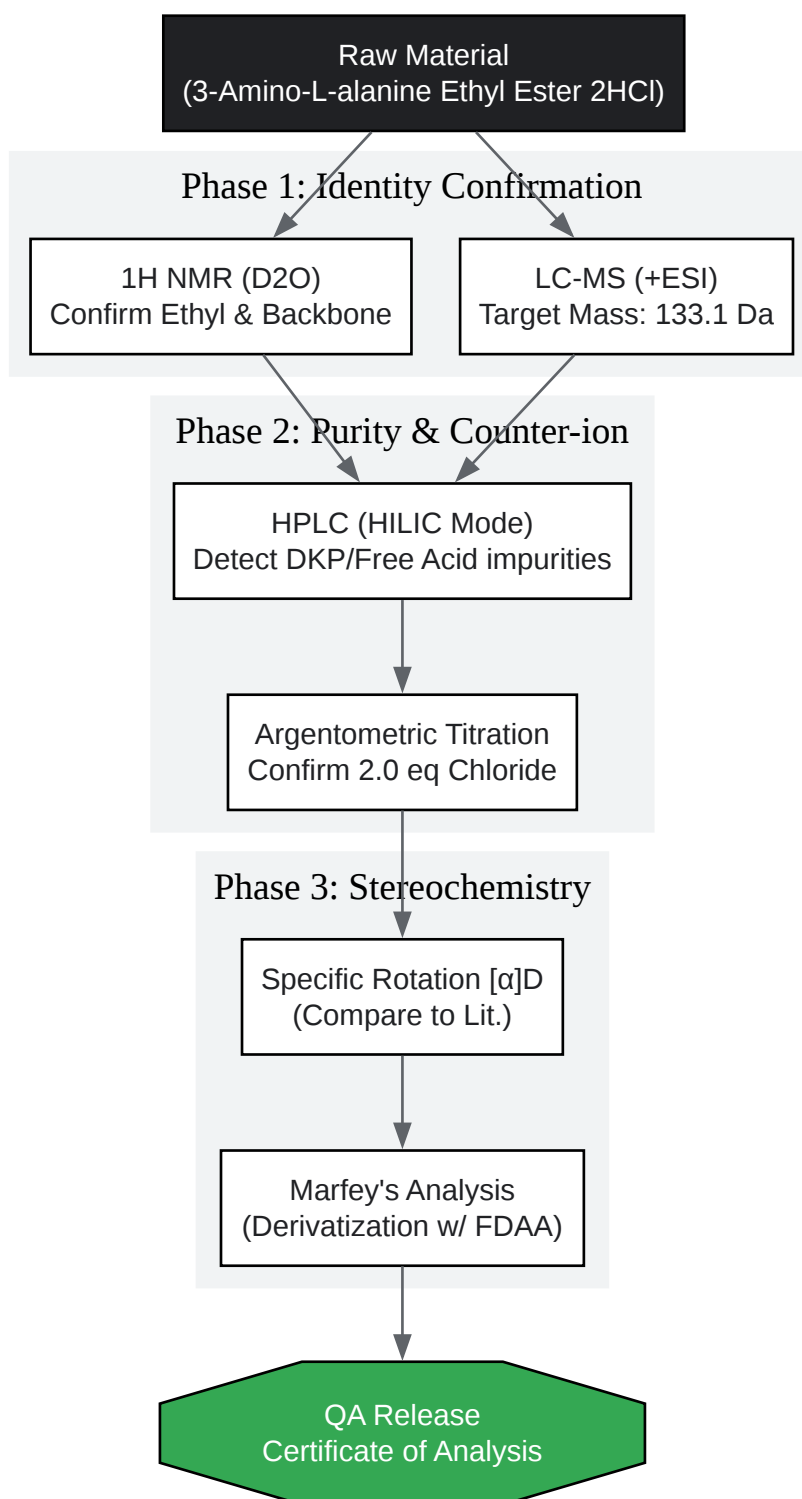 Raw Material
(3-Amino-L-alanine Ethyl Ester 2HCl)
Phase 1: Identity Confirmation
1H NMR (D2O)
Confirm Ethyl & Backbone
LC-MS (+ESI)
Target Mass: 133.1 Da
Phase 2: Purity & Counter-ion
HPLC (HILIC Mode)
Detect DKP/Free Acid impurities
Argentometric Titration
Confirm 2.0 eq Chloride
Phase 3: Stereochemistry
Specific Rotation [α]D
(Compare to Lit.)
Marfey's Analysis
(Derivatization w/ FDAA)
QA Release
Certificate of Analysis